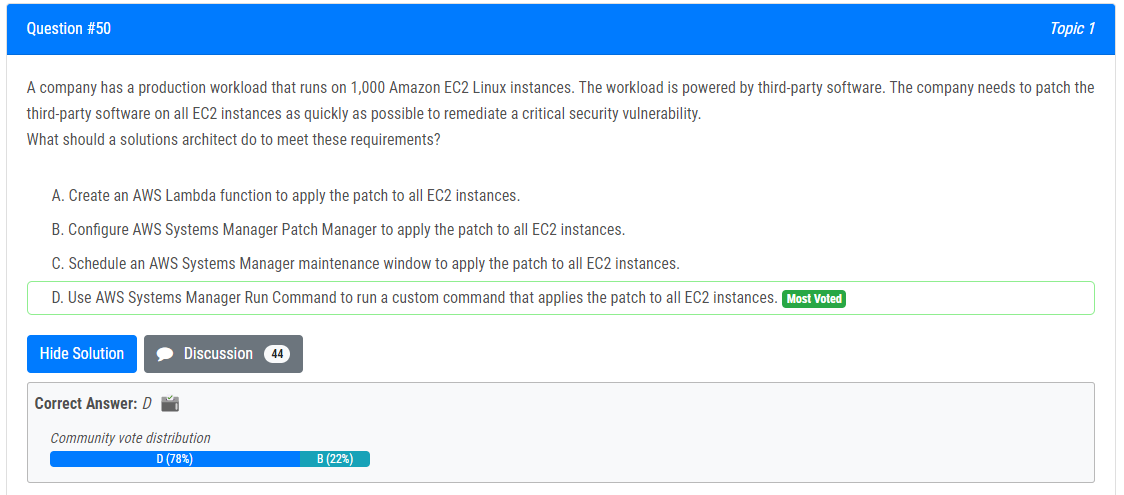 Question #50
Topic 1
A company has a production workload that runs on 1,000 Amazon EC2 Linux instances. The workload is powered by third-party software. The company needs to patch the
third-party software on all EC2 instances as quickly as possible to remediate a critical security vulnerability.
What should a solutions architect do to meet these requirements?
A. Create an AWS Lambda function to apply the patch to all EC2 instances.
B. Configure AWS Systems Manager Patch Manager to apply the patch to all EC2 instances.
C. Schedule an AWS Systems Manager maintenance window to apply the patch to all EC2 instances.
D. Use AWS Systems Manager Run Command to run a custom command that applies the patch to all EC2 instances. Most Voted
Hide Solution Discussion 44
Correct Answer: D
Community vote distribution
D (78%) B (22%)